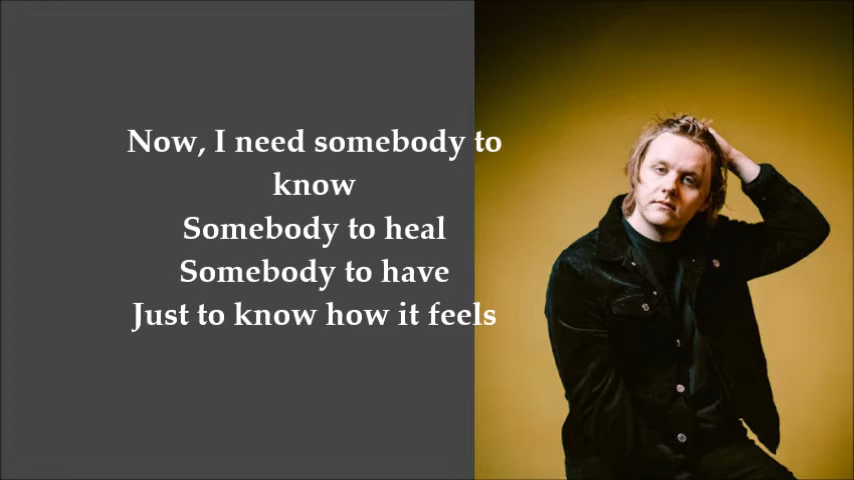 Now, I need somebody to
know
Somebody to heal
Somebody to have
Just to know how it feels